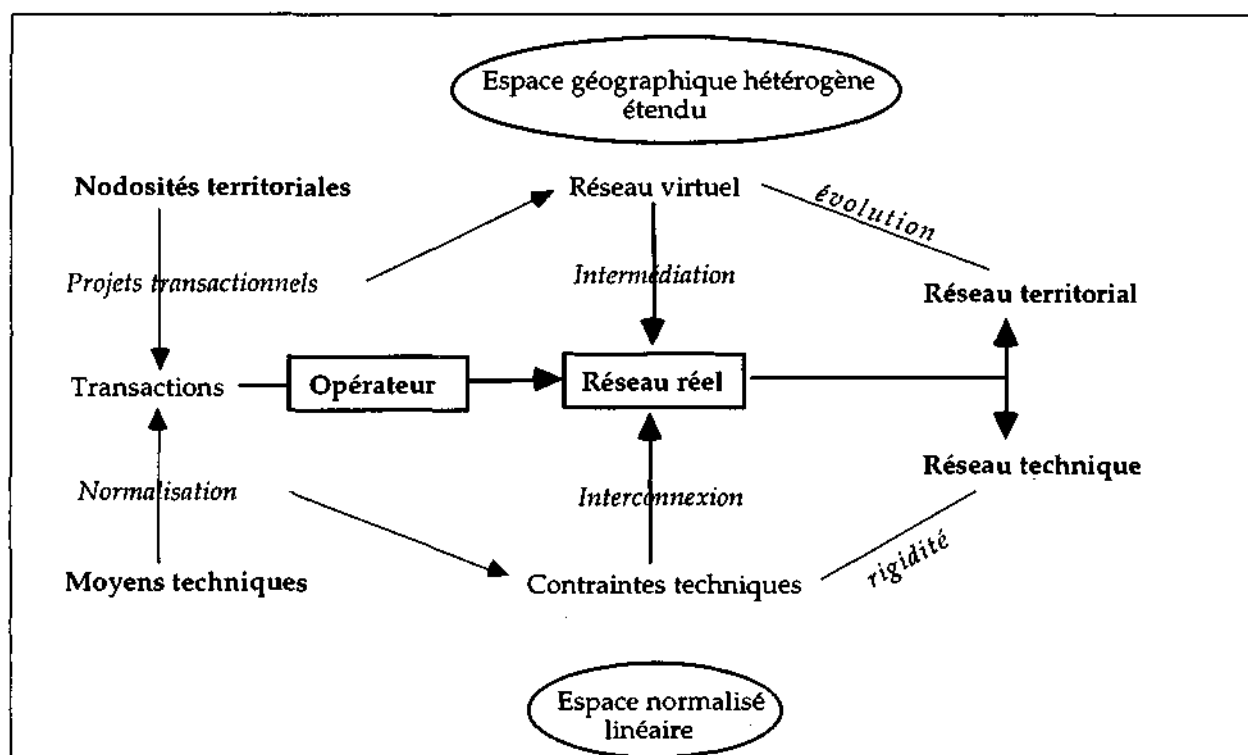 Espace géographique hétérogène
étendu
Nodosités territoriales
Réseau virtuel
évolution
Projets transactionnels
Intermédiation
Réseau territorial
Transactions
Opérateur
Réseau réel
Réseau technique
Normalisation
Interconnexion
rigidité
Moyens techniques
Contraintes techniques
Espace normalisé
linéaire